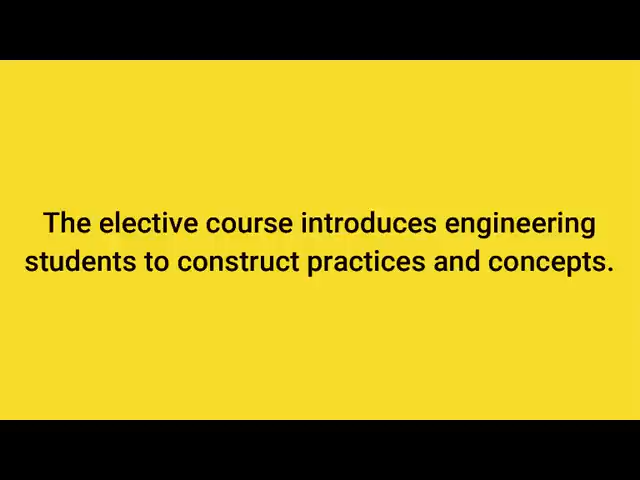 The elective course introduces engineering
students to construct practices and concepts.